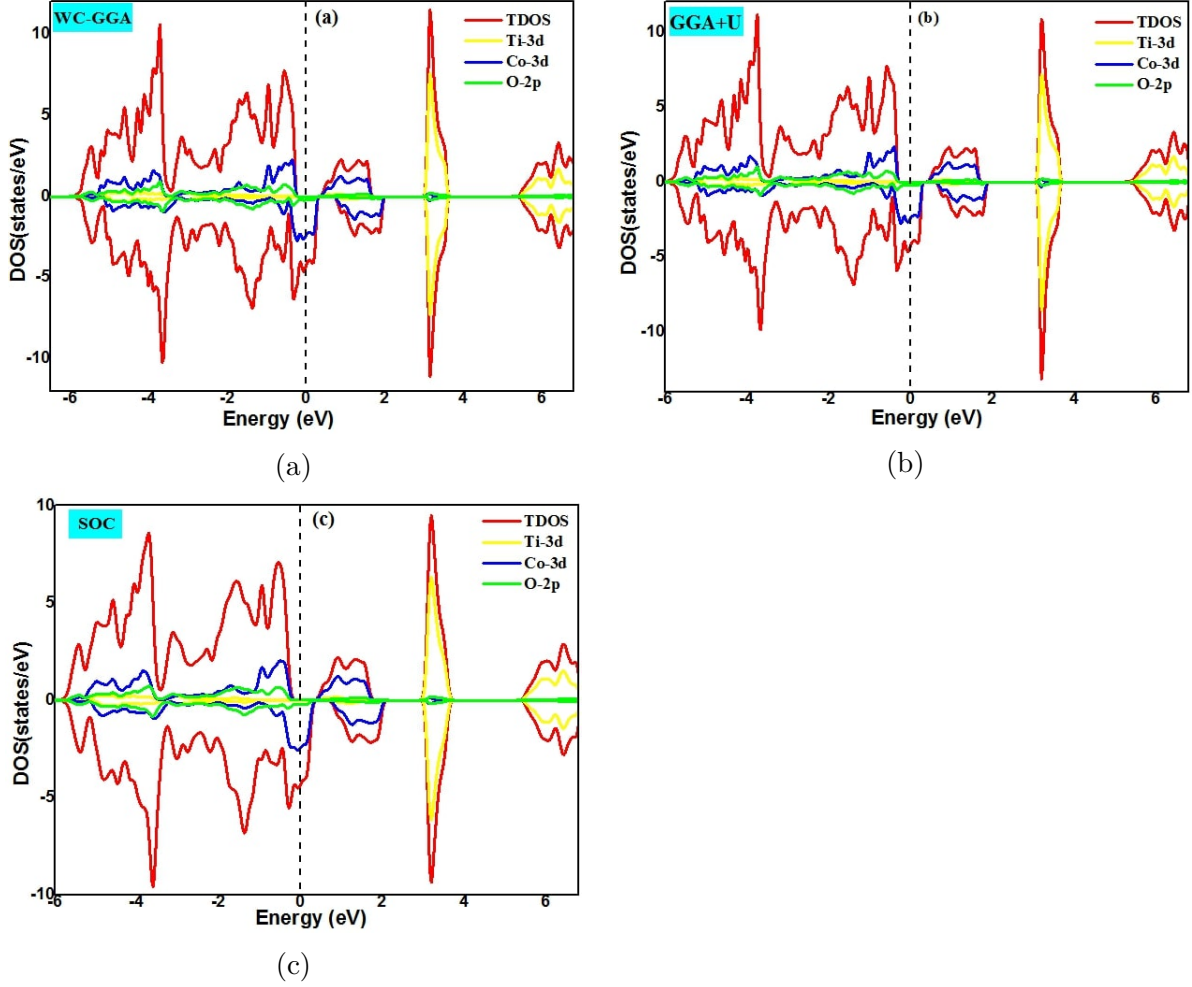 WC-GGA
(a)
TDOS
Ti-3d
Co-3d
O-2p
DOS(states/eV)
10
5
0
-5
-10
-6
-4
-2
0
2
4
6
Energy (eV)
(a)
GGA+U
(b)
TDOS
Ti-3d
Co-3d
O-2p
DOS(states/eV)
10
5
0
-5
-10
-6
-4
-2
0
2
4
6
Energy (eV)
(b)
SOC
(c)
TDOS
Ti-3d
Co-3d
O-2p
DOS(states/eV)
10
5
0
-5
-10
-6
-4
-2
0
2
4
6
Energy (eV)
(c)